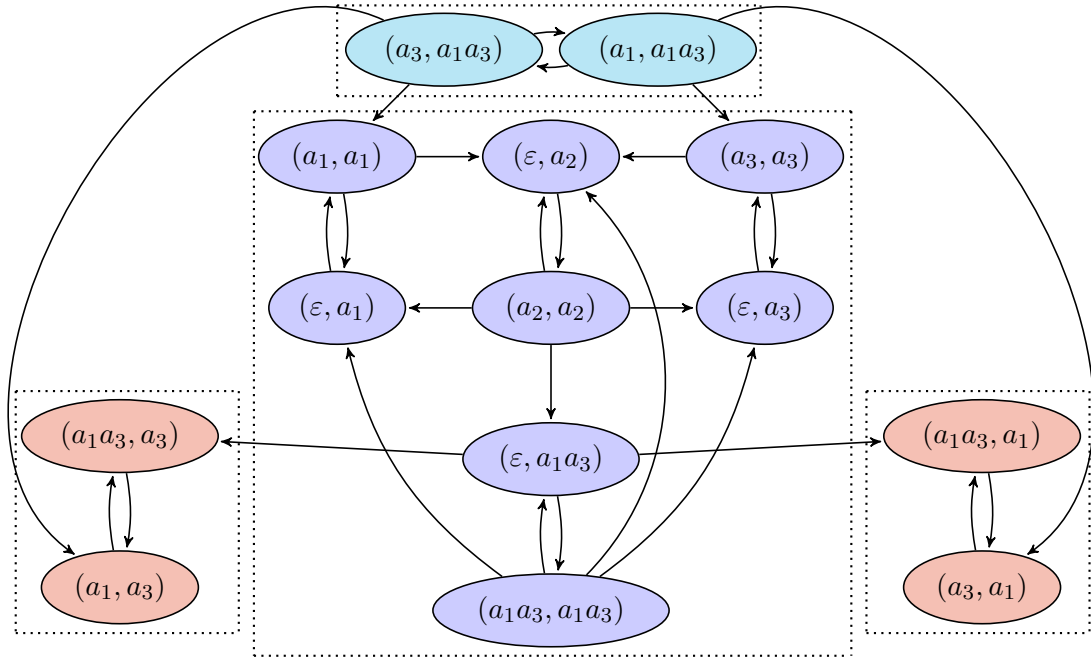 (a₃, a₁a₃) (a₁, a₁a₃)
(a₁, a₁) (ε, a₂) (a₃, a₃)
(ε, a₁) (a₂, a₂) (ε, a₃)
(a₁a₃, a₃) (ε, a₁a₃) (a₁a₃, a₁)
(a₁, a₃) (a₁a₃, a₁a₃) (a₃, a₁)